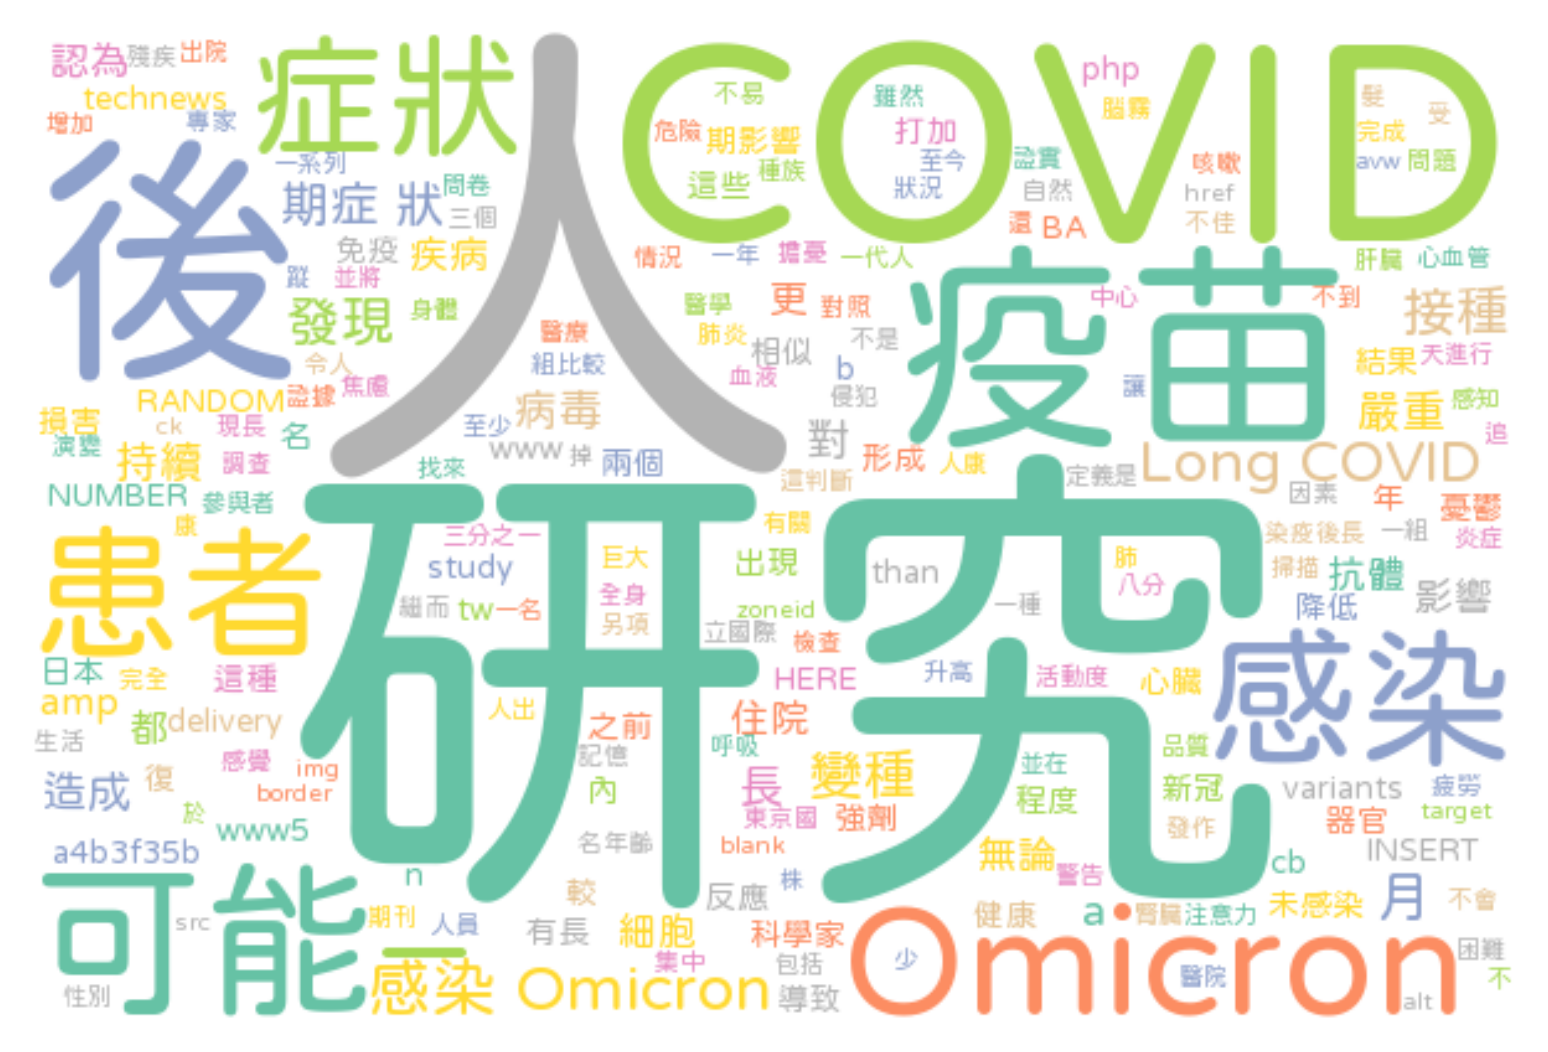 認為 殘疾 出院
technews
增加 專家
症狀
人
COVID
不易 雖然 php 腦霧 髮 受
危險 期影響 打加 完成
至今 證實 咳嗽 avw 問題
這些 種族 狀況 自然 href
還 BA 不佳
後
一系列
期症 狀 問卷
三個
免疫 疾病
蹤 並將
發現 身體
令人
情況 一年 擔憂 一代人
肝臟 心血管
疫苗
中心 不到 接種
醫學 更 對照
醫療 肺炎 相似 不是
組比較 血液 b
侵犯 讓
結果 天進行
嚴重 感知
追
RANDOM 證據 焦慮
損害 ck 現長 名
演變 持續 調查
病毒
至少 www 掉 兩個
找來
對 形成 人康
這判斷
定義是 Long COVID
NUMBER 參與者
康
因素 年 憂鬱
染疫後長 一組 炎症
患者
研究
三分之一
study 巨大
全身
繼而 tw 一名 另項
有關
出現 than
zoneid
立國際 檢查
肺
八分
一種
掃描 抗體
降低 影響
感染
日本 完全 這種
amp
都 delivery
生活 感覺 img
border
造成 復
於 www5
a4b3f35b
人出 之前
記憶
內
名年齡
HERE 升高 活動度 心臟
住院
呼吸
長 變種
東京國 強劑
blank
並在 品質
程度 新冠 variants 疲勞
發作 器官 target
無論 INSERT
警告 cb
可能
src
n
性別
期刊 人員
較 株 反應
有長 細胞 科學家
集中 包括
導致
健康 a 腎臟 注意力 未感染 月 不會
一
感染 Omicron
Omicron
少 醫院 困難
不
alt